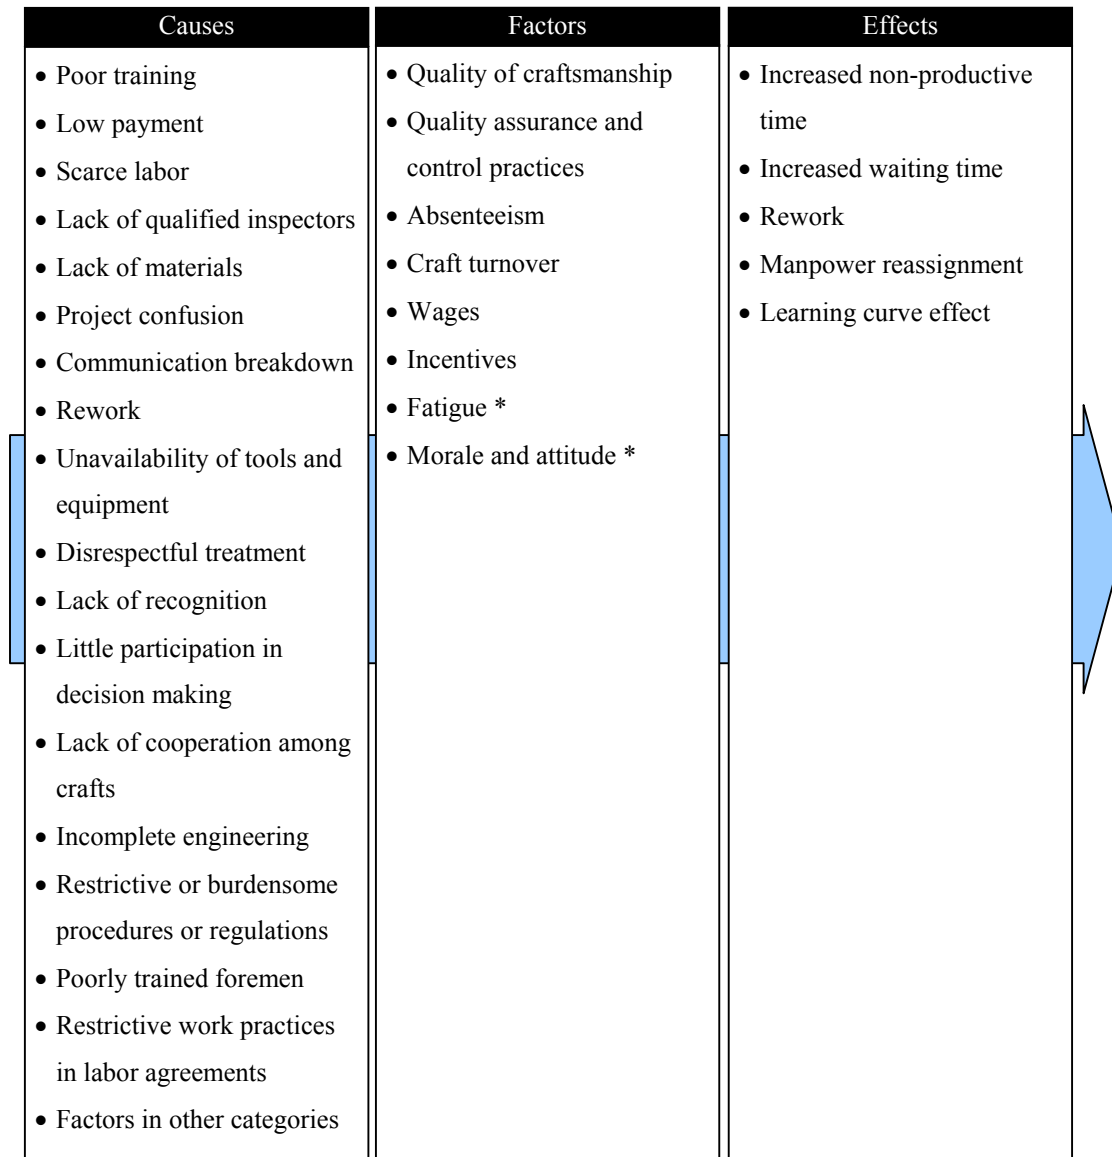 Causes
• Poor training
• Low payment
• Scarce labor
• Lack of qualified inspectors
• Lack of materials
• Project confusion
• Communication breakdown
• Rework
• Unavailability of tools and
equipment
• Disrespectful treatment
• Lack of recognition
• Little participation in
decision making
• Lack of cooperation among
crafts
• Incomplete engineering
• Restrictive or burdensome
procedures or regulations
• Poorly trained foremen
• Restrictive work practices
in labor agreements
• Factors in other categories
Factors
• Quality of craftsmanship
• Quality assurance and
control practices
• Absenteeism
• Craft turnover
• Wages
• Incentives
• Fatigue *
• Morale and attitude *
Effects
• Increased non-productive
time
• Increased waiting time
• Rework
• Manpower reassignment
• Learning curve effect